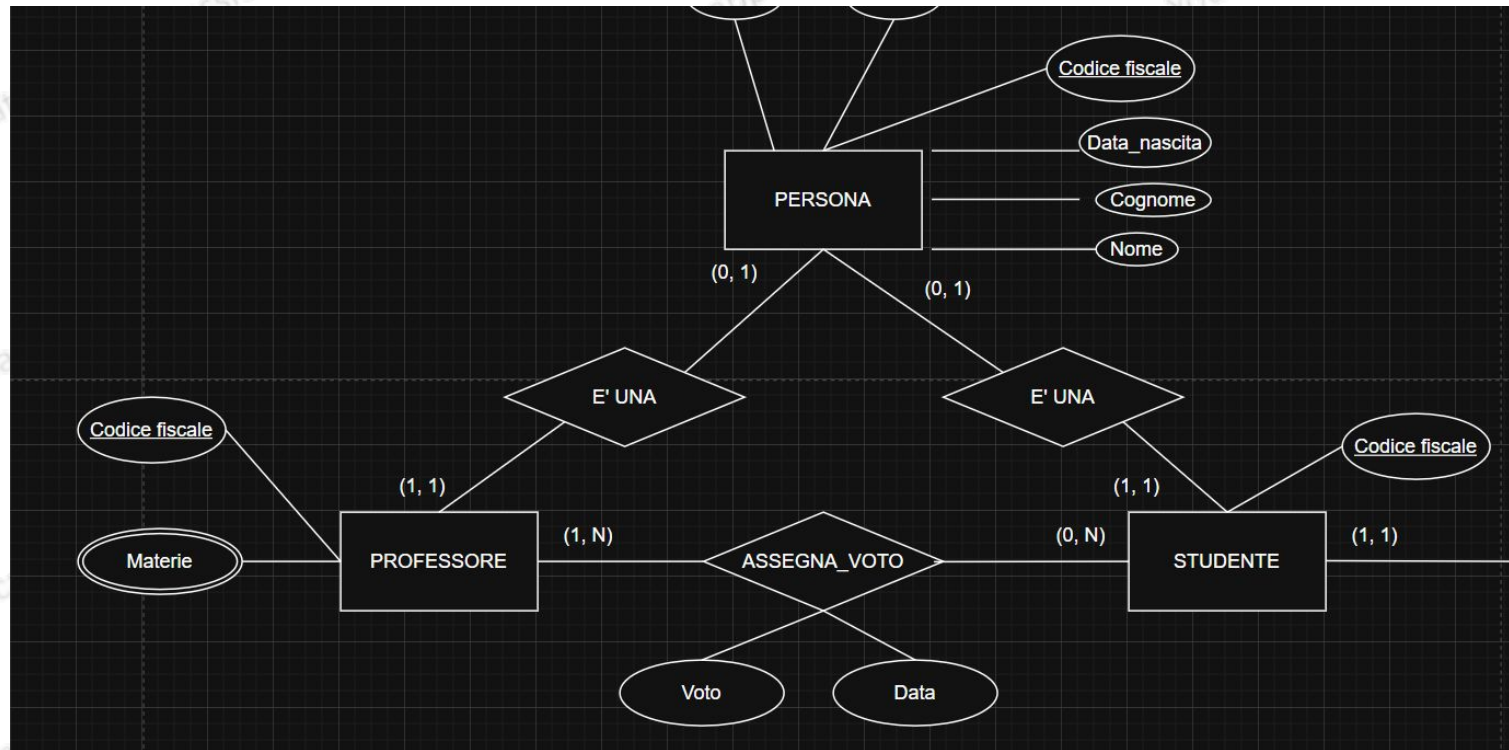 Codice fiscale
Data_nascita
PERSONA
Cognome
Nome
(0, 1)
(0, 1)
E' UNA
E' UNA
Codice fiscale
Codice fiscale
(1, 1)
(1, 1)
(1, N)
(0, N)
(1, 1)
Materie
PROFESSORE
ASSEGNA_VOTO
STUDENTE
Voto
Data